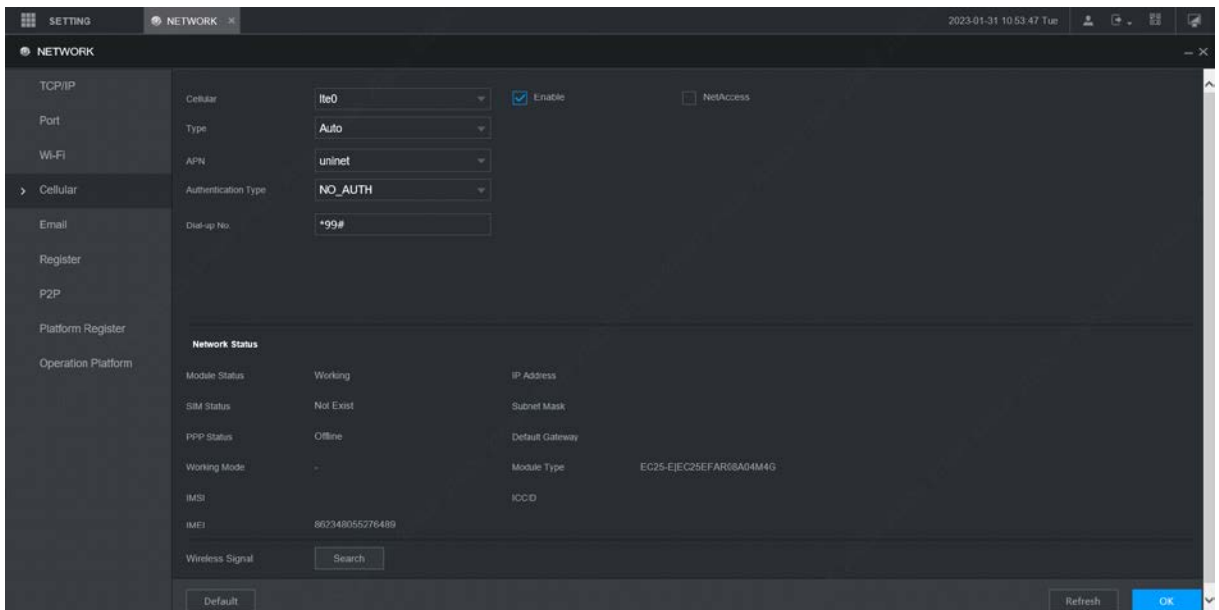 SETTING NETWORK × 2023-01-31 10:53:47 Tue
NETWORK
TCP/IP
Port
Wi-Fi
Cellular
Email
Register
P2P
Platform Register
Operation Platform
Cellular lte0 Enable NetAccess
Type Auto
APN uninet
Authentication Type NO_AUTH
Dial-up No. *99#
Network Status
Module Status Working IP Address
SIM Status Not Exist Subnet Mask
PPP Status Offline Default Gateway
Working Mode - Module Type EC25-E|EC25EFAR08A04M4G
IMSI ICCID
IMEI 862348055276489
Wireless Signal Search
Default Refresh OK